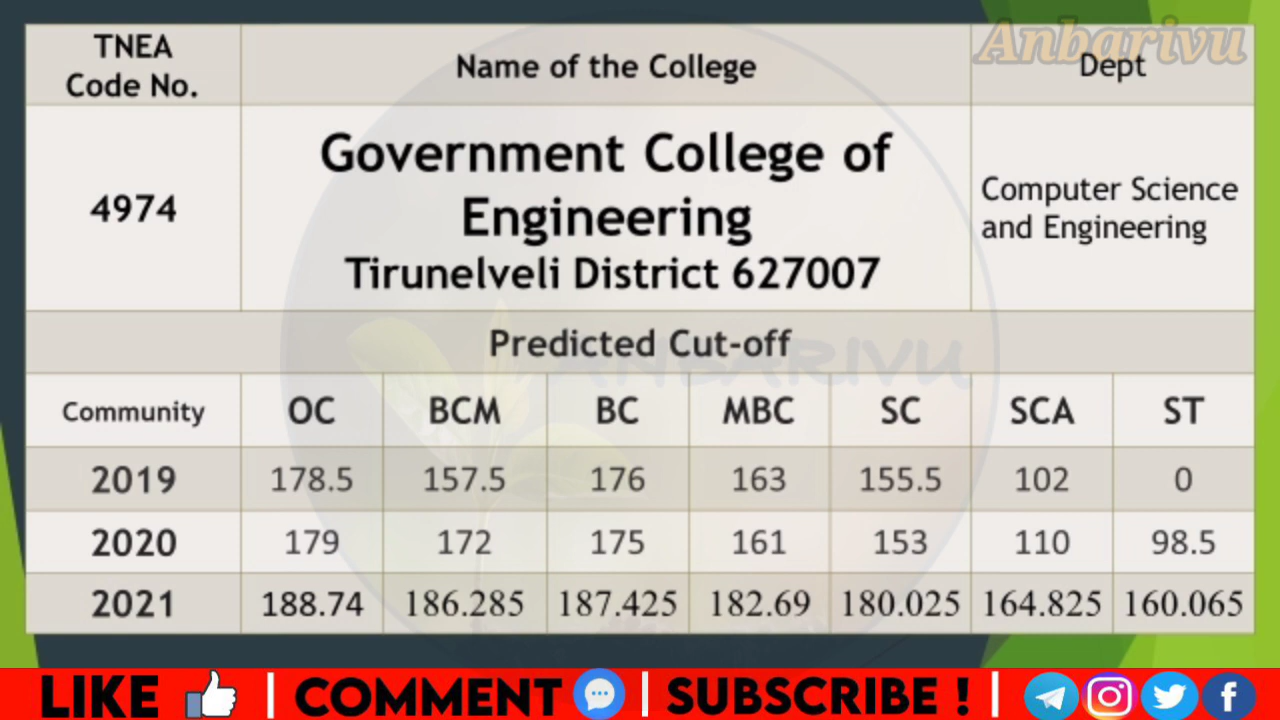 Anbarivu
TNEA
Code No.
Name of the College
Dept
4974
Government College of
Engineering
Tirunelveli District 627007
Computer Science
and Engineering
Predicted Cut-off
ANBARIVU
Community OC BCM BC MBC SC SCA ST
2019 178.5 157.5 176 163 155.5 102 0
2020 179 172 175 161 153 110 98.5
2021 188.74 186.285 187.425 182.69 180.025 164.825 160.065
LIKE | COMMENT | SUBSCRIBE ! |